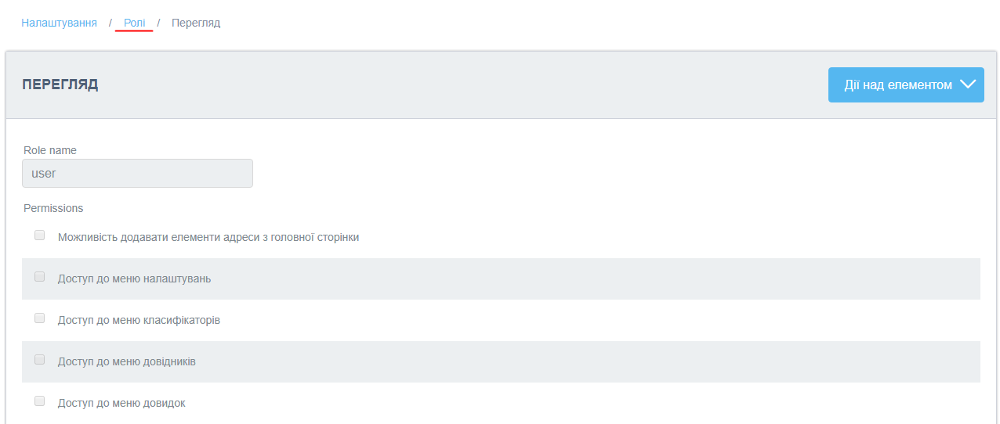 Налаштування / Ролі / Перегляд
ПЕРЕГЛЯД
Дії над елементом
Role name
user
Permissions
Можливість додавати елементи адреси з головної сторінки
Доступ до меню налаштувань
Доступ до меню класифікаторів
Доступ до меню довідників
Доступ до меню довидок